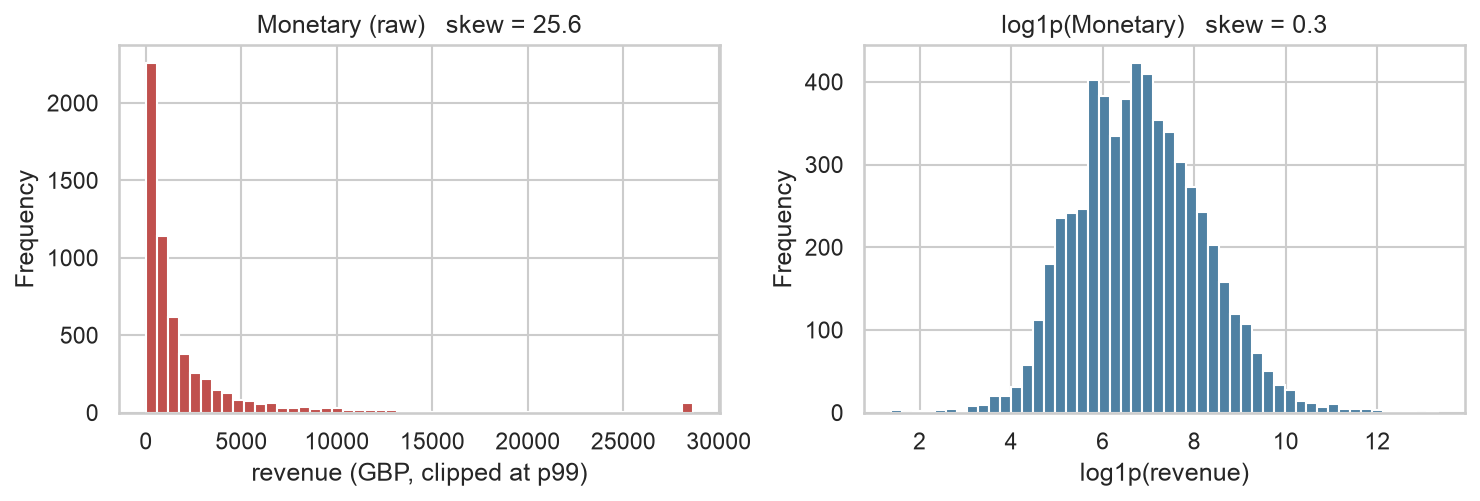 Monetary (raw)   skew = 25.6
2000
1500
1000
500
0
Frequency
0 5000 10000 15000 20000 25000 30000
revenue (GBP, clipped at p99)
log1p(Monetary)   skew = 0.3
400
300
200
100
0
Frequency
2 4 6 8 10 12
log1p(revenue)